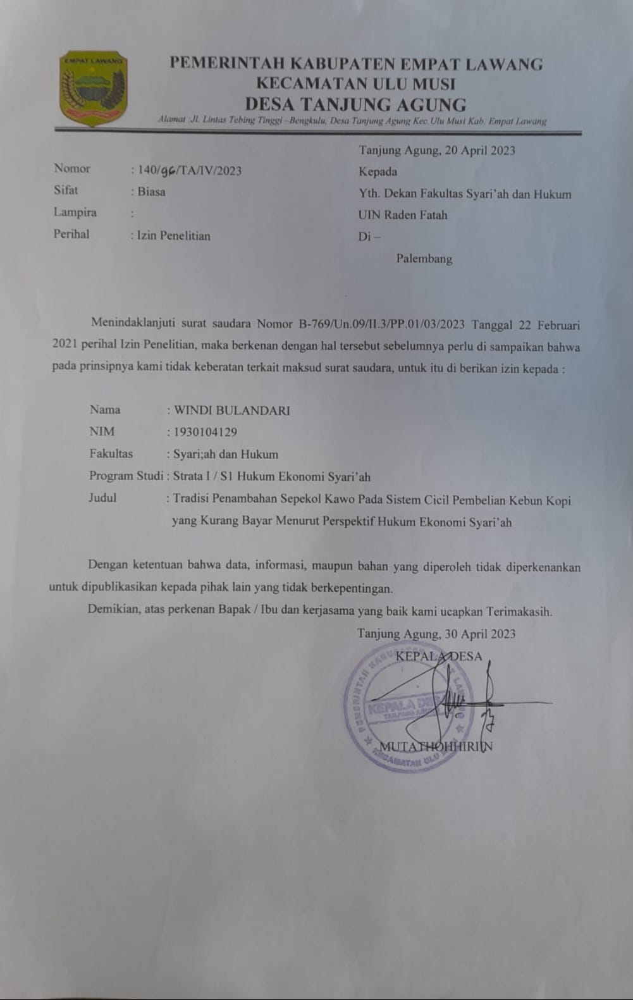 EMPAT LAWANG
PEMERINTAH KABUPATEN EMPAT LAWANG
KECAMATAN ULU MUSI
DESA TANJUNG AGUNG
Alamat :Jl. Lintas Tebing Tinggi –Bengkulu, Desa Tanjung Agung Kec. Ulu Musi Kab. Empat Lawang
Tanjung Agung, 20 April 2023
Nomor : 140/96/TA/IV/2023
Kepada
Sifat : Biasa
Yth. Dekan Fakultas Syari’ah dan Hukum
Lampira :
UIN Raden Fatah
Perihal : Izin Penelitian
Di –
Palembang
Menindaklanjuti surat saudara Nomor B-769/Un.09/II.3/PP.01/03/2023 Tanggal 22 Februari
2021 perihal Izin Penelitian, maka berkenan dengan hal tersebut sebelumnya perlu di sampaikan bahwa
pada prinsipnya kami tidak keberatan terkait maksud surat saudara, untuk itu di berikan izin kepada :
Nama : WINDI BULANDARI
NIM : 1930104129
Fakultas : Syari;ah dan Hukum
Program Studi : Strata I / S1 Hukum Ekonomi Syari’ah
Judul : Tradisi Penambahan Sepekol Kawo Pada Sistem Cicil Pembelian Kebun Kopi
yang Kurang Bayar Menurut Perspektif Hukum Ekonomi Syari’ah
Dengan ketentuan bahwa data, informasi, maupun bahan yang diperoleh tidak diperkenankan
untuk dipublikasikan kepada pihak lain yang tidak berkepentingan.
Demikian, atas perkenan Bapak / Ibu dan kerjasama yang baik kami ucapkan Terimakasih.
Tanjung Agung, 30 April 2023
KEPALA DESA
PEMERINTAH KABUPATEN EMPAT LAWANG
KEPALA DESA
TANJUNG AGUNG
KECAMATAN ULU MUSI
MUTATHOHHIRIIN